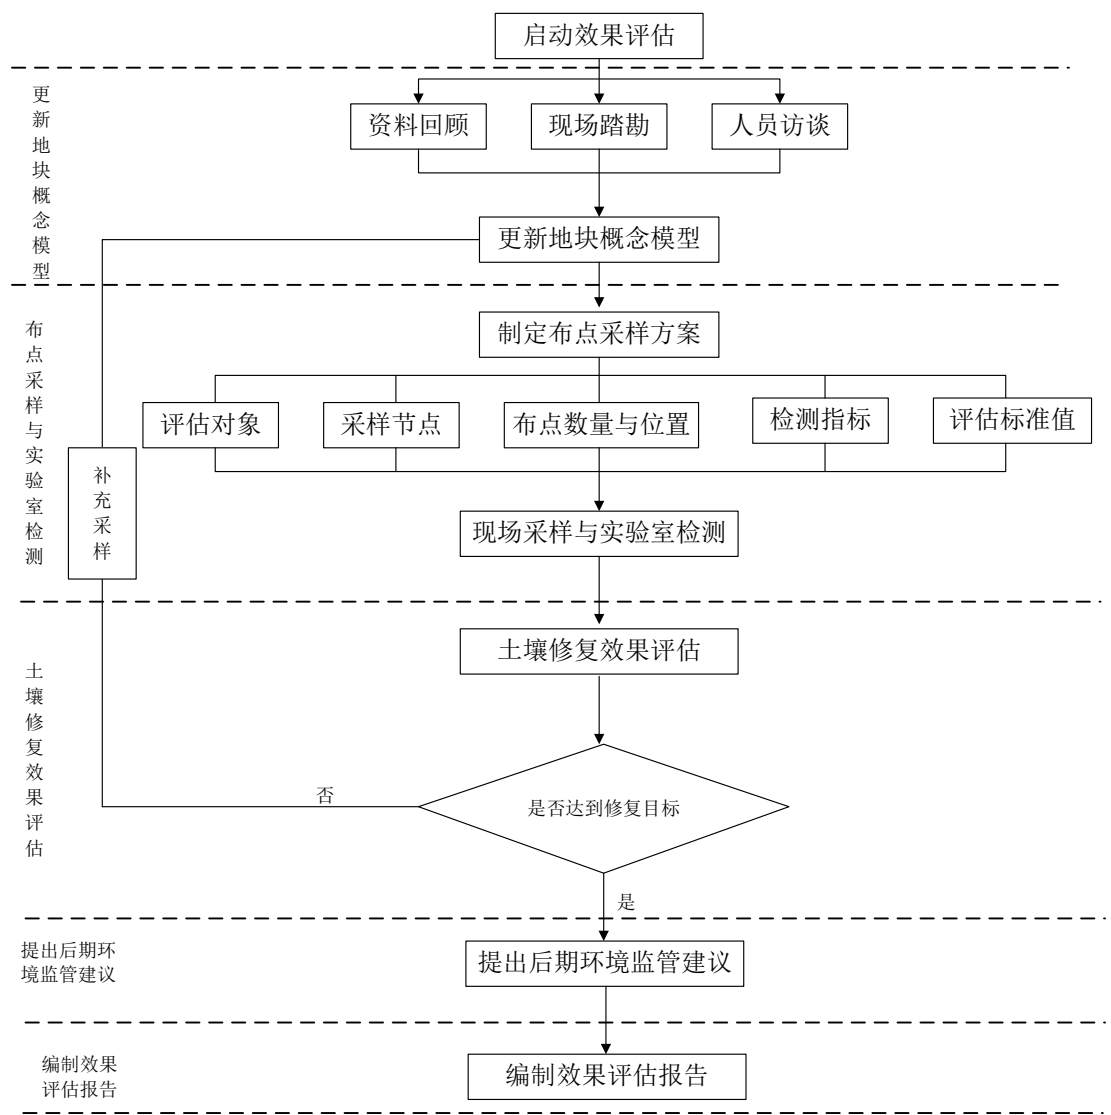 启动效果评估
更新地块概念模型
资料回顾
现场踏勘
人员访谈
更新地块概念模型
布点采样与实验室检测
制定布点采样方案
评估对象
采样节点
布点数量与位置
检测指标
评估标准值
补充采样
现场采样与实验室检测
土壤修复效果评估
土壤修复效果评估
否
是否达到修复目标
是
提出后期环
境监管建议
提出后期环境监管建议
编制效果
评估报告
编制效果评估报告